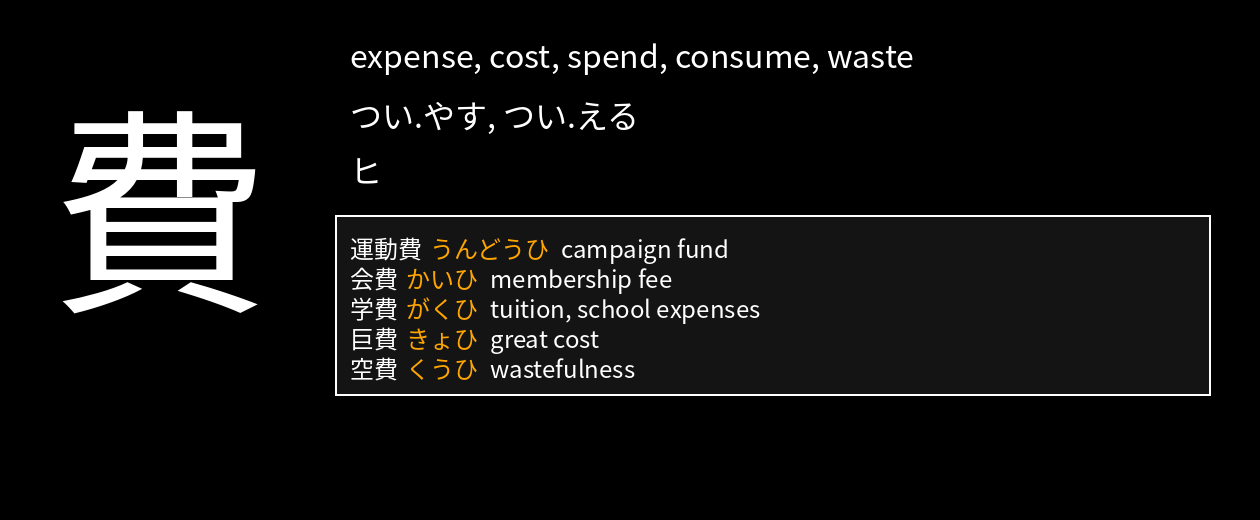 費
expense, cost, spend, consume, waste
つい.やす, つい.える
ヒ
運動費 うんどうひ campaign fund
会費 かいひ membership fee
学費 がくひ tuition, school expenses
巨費 きょひ great cost
空費 くうひ wastefulness